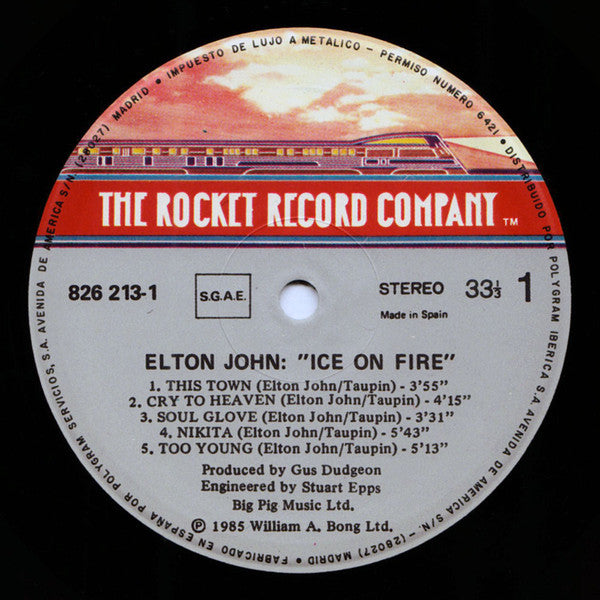 IMPUESTO DE LUJO A METALICO - PERMISO NUMERO 6421 • DISTRIBUIDO POR POLYGRAM IBERICA S.A. AVENIDA DE AMERICA S/N. - (28027) MADRID • FABRICADO EN ESPAÑA POR POLYGRAM SERVICIOS, S.A. AVENIDA DE AMERICA S/N. (28027) MADRID •
THE ROCKET RECORD COMPANY ™
826 213-1 S.G.A.E. STEREO 33⅓ 1
Made in Spain
ELTON JOHN: "ICE ON FIRE"
1. THIS TOWN (Elton John/Taupin) - 3'55"
2. CRY TO HEAVEN (Elton John/Taupin) - 4'15"
3. SOUL GLOVE (Elton John/Taupin) - 3'31"
4. NIKITA (Elton John/Taupin) - 5'43"
5. TOO YOUNG (Elton John/Taupin) - 5'13"
Produced by Gus Dudgeon
Engineered by Stuart Epps
Big Pig Music Ltd.
℗ 1985 William A. Bong Ltd.